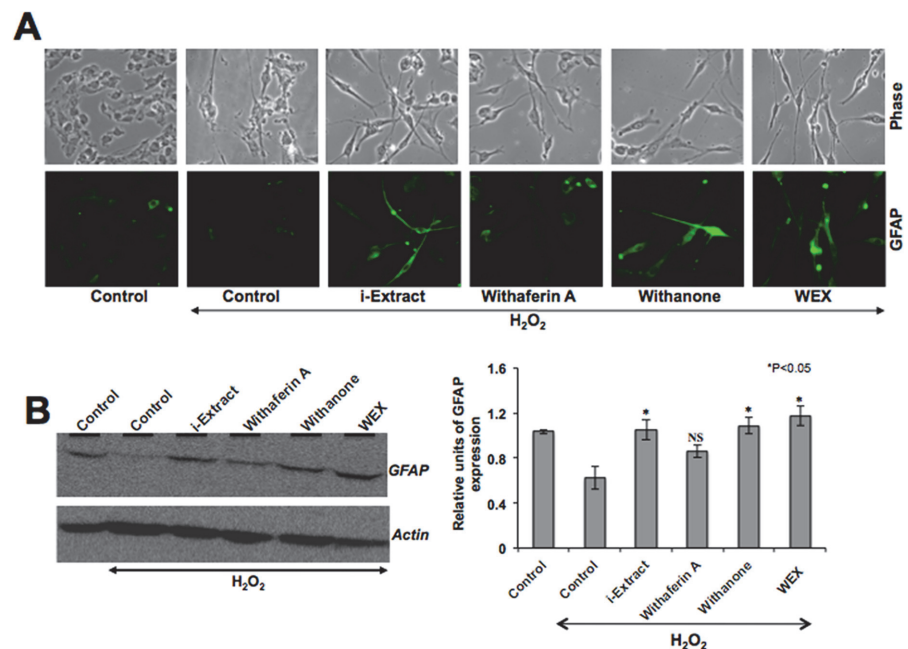 A
Phase
GFAP
Control Control i-Extract Withaferin A Withanone WEX
H₂O₂
B
Control Control i-Extract Withaferin A Withanone WEX
GFAP
Actin
H₂O₂
Relative units of GFAP
expression
1.6
1.2
0.8
0.4
0
*P<0.05
* NS * *
Control Control i-Extract Withaferin A Withanone WEX
H₂O₂